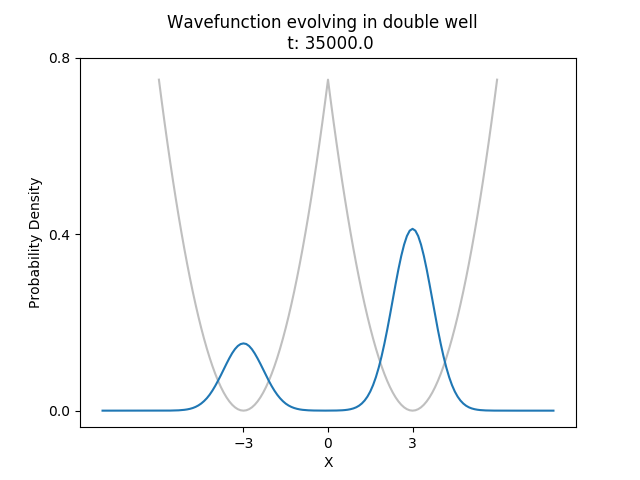 Wavefunction evolving in double well
t: 35000.0
0.8
0.4
0.0
Probability Density
−3 0 3
X